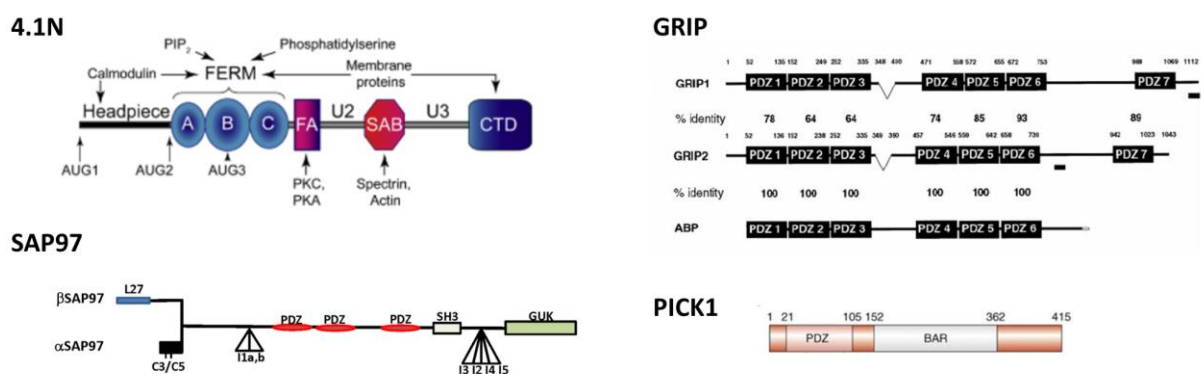 4.1N
PIP2
Phosphatidylserine
Calmodulin
FERM
Membrane proteins
Headpiece
A B C FA U2 SAB U3 CTD
AUG1 AUG2 AUG3
PKC, PKA
Spectrin, Actin
SAP97
βSAP97 L27
PDZ PDZ PDZ SH3 GUK
αSAP97
C3/C5
I1a,b
I3 I2 I4 I5
GRIP
1 52 135 152 249 252 335 348 490 471 558 572 655 672 753 988 1069 1112
GRIP1 PDZ 1 PDZ 2 PDZ 3 PDZ 4 PDZ 5 PDZ 6 PDZ 7
% identity 78 64 64 74 85 93 89
1 52 136 152 238 252 335 349 390 457 546 559 642 658 739 942 1023 1043
GRIP2 PDZ 1 PDZ 2 PDZ 3 PDZ 4 PDZ 5 PDZ 6 PDZ 7
% identity 100 100 100 100 100 100
ABP PDZ 1 PDZ 2 PDZ 3 PDZ 4 PDZ 5 PDZ 6
PICK1
1 21 105 152 362 415
PDZ BAR